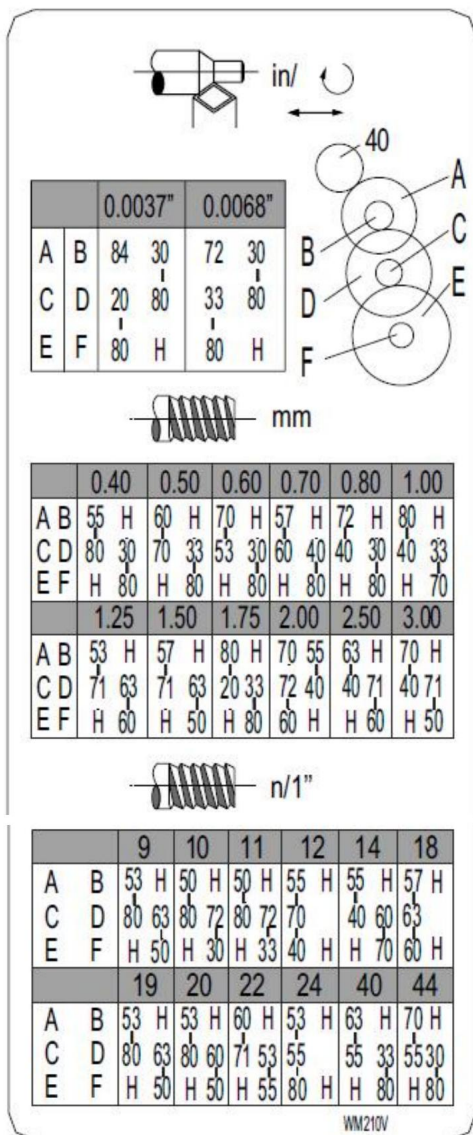 in/
40
A
B
C
D
E
F
0.0037” 0.0068”
A B 84 30 72 30
C D 20 80 33 80
E F 80 H 80 H
mm
0.40 0.50 0.60 0.70 0.80 1.00
A B 55 H 60 H 70 H 57 H 72 H 80 H
C D 80 30 70 33 53 30 60 40 40 30 40 33
E F H 80 H 80 H 80 H 80 H 80 H 70
1.25 1.50 1.75 2.00 2.50 3.00
A B 53 H 57 H 80 H 70 55 63 H 70 H
C D 71 63 71 63 20 33 72 40 40 71 40 71
E F H 60 H 50 H 80 60 H H 60 H 50
n/1”
9 10 11 12 14 18
A B 53 H 50 H 50 H 55 H 55 H 57 H
C D 80 63 80 72 80 72 70 40 60 63
E F H 50 H 30 H 33 40 H H 70 60 H
19 20 22 24 40 44
A B 53 H 53 H 60 H 53 H 63 H 70 H
C D 80 63 80 60 71 53 55 55 33 55 30
E F H 50 H 50 H 55 80 H H 80 H 80
WM210V